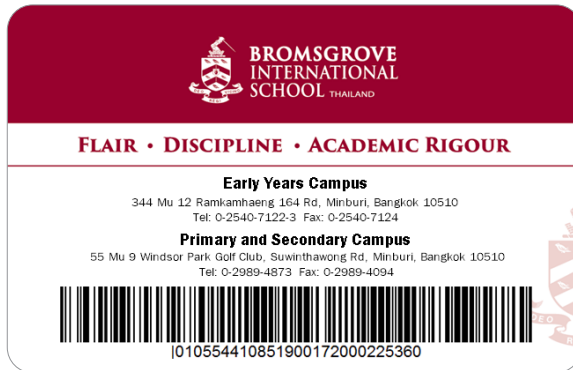 BROMSGROVE
INTERNATIONAL
SCHOOL THAILAND
FLAIR • DISCIPLINE • ACADEMIC RIGOUR
Early Years Campus
344 Mu 12 Ramkamhaeng 164 Rd, Minburi, Bangkok 10510
Tel: 0-2540-7122-3 Fax: 0-2540-7124
Primary and Secondary Campus
55 Mu 9 Windsor Park Golf Club, Suwinthawong Rd, Minburi, Bangkok 10510
Tel: 0-2989-4873 Fax: 0-2989-4094
|010554410851900172000225360